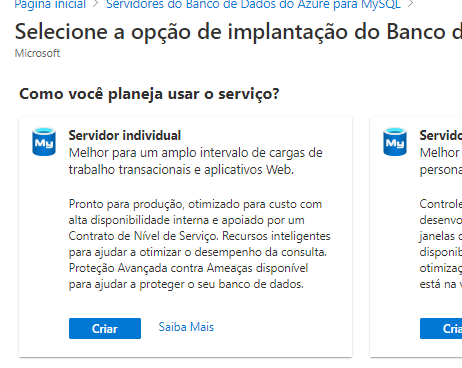 Página inicial > Servidores do Banco de Dados do Azure para MySQL >
Selecione a opção de implantação do Banco d
Microsoft
Como você planeja usar o serviço?
My
Servidor individual
Melhor para um amplo intervalo de cargas de
trabalho transacionais e aplicativos Web.
Pronto para produção, otimizado para custo com
alta disponibilidade interna e apoiado por um
Contrato de Nível de Serviço. Recursos inteligentes
para ajudar a otimizar o desempenho da consulta.
Proteção Avançada contra Ameaças disponível
para ajudar a proteger o seu banco de dados.
Criar
Saiba Mais
My
Servido
Melhor
persona
Controle
desenvo
janelas d
disponib
otimizaç
está na v
Cria